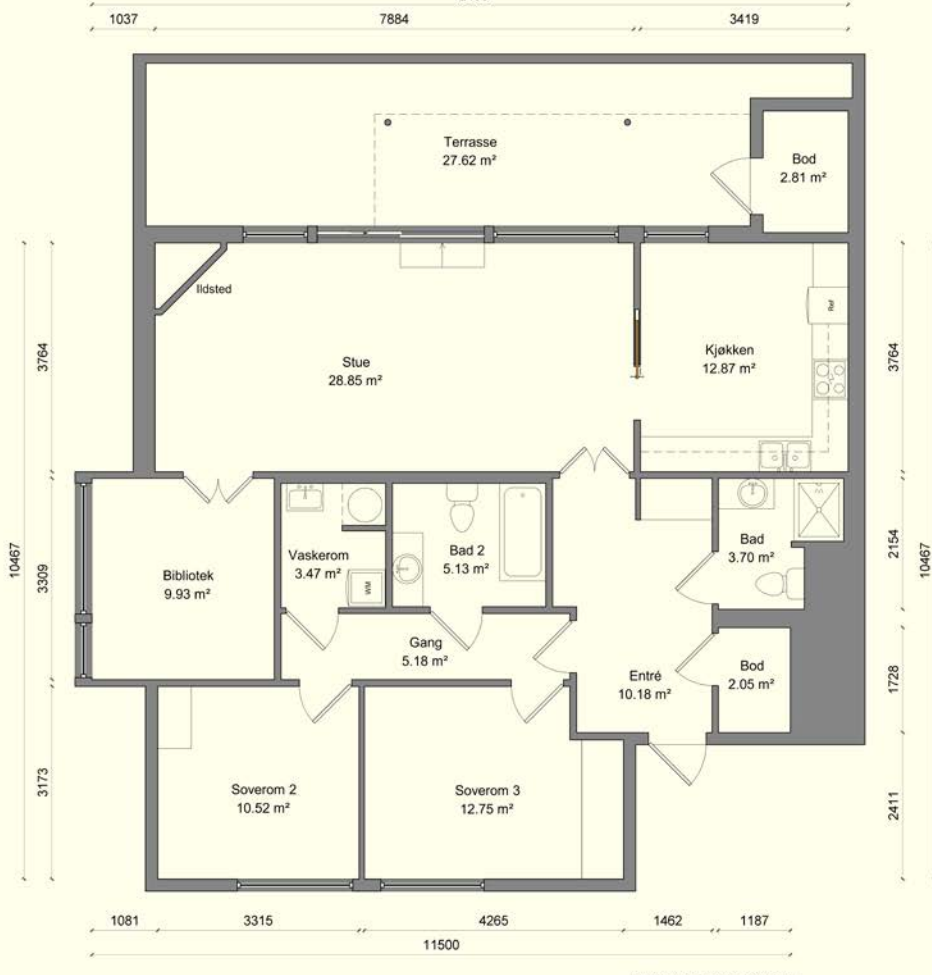 1037
7884
3419
Terrasse
27.62 m²
Bod
2.81 m²
Ildsted
Ref
3764
Stue
28.85 m²
Kjøkken
12.87 m²
3764
10467
3309
Bibliotek
9.93 m²
Vaskerom
3.47 m²
WM
Bad 2
5.13 m²
Bad
3.70 m²
2154
10467
Gang
5.18 m²
Entré
10.18 m²
Bod
2.05 m²
1728
3173
Soverom 2
10.52 m²
Soverom 3
12.75 m²
2411
1081
3315
4265
1462
1187
11500